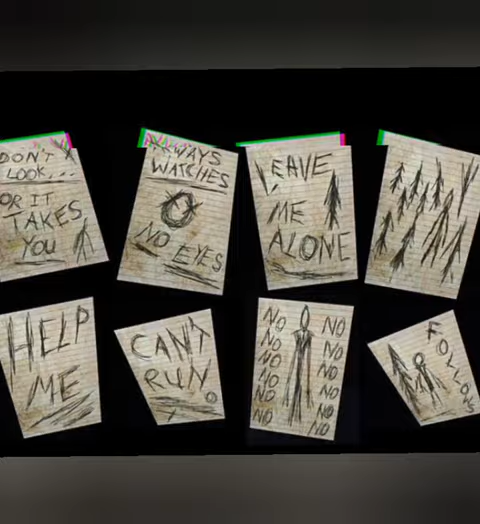 DON'T
LOOK...
OR IT
TAKES
YOU
ALWAYS
WATCHES
NO
EYES
LEAVE
ME
ALONE
HELP
ME
CAN'T
RUN
NO NO
NO NO
NO NO
NO NO
NO NO
NO NO
NO
FOLLOWS